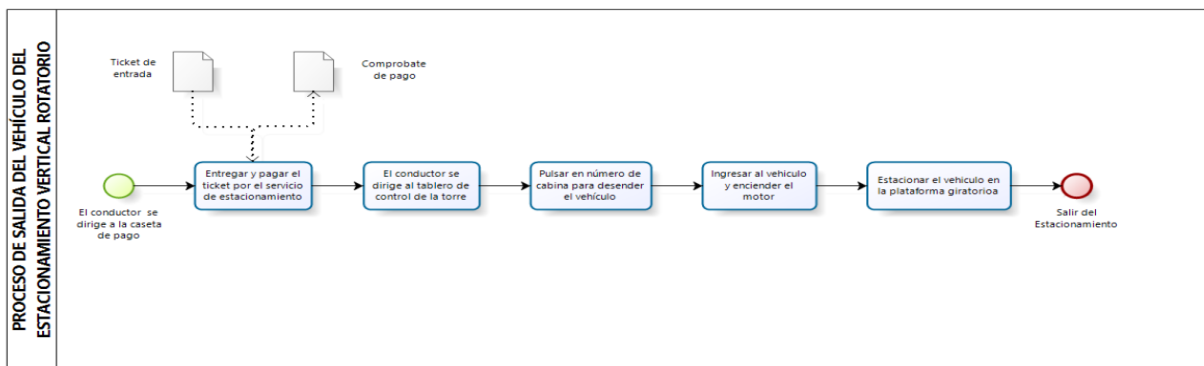 PROCESO DE SALIDA DEL VEHÍCULO DEL
ESTACIONAMIENTO VERTICAL ROTATORIO
Ticket de
entrada
Comprobate
de pago
El conductor se
dirige a la caseta
de pago
Entregar y pagar el
ticket por el servicio
de estacionamiento
El conductor se
dirige al tablero de
control de la torre
Pulsar en número de
cabina para desender
el vehículo
Ingresar al vehiculo
y enciender el
motor
Estacionar el vehiculo en
la plataforma giratorioa
Salir del
Estacionamiento